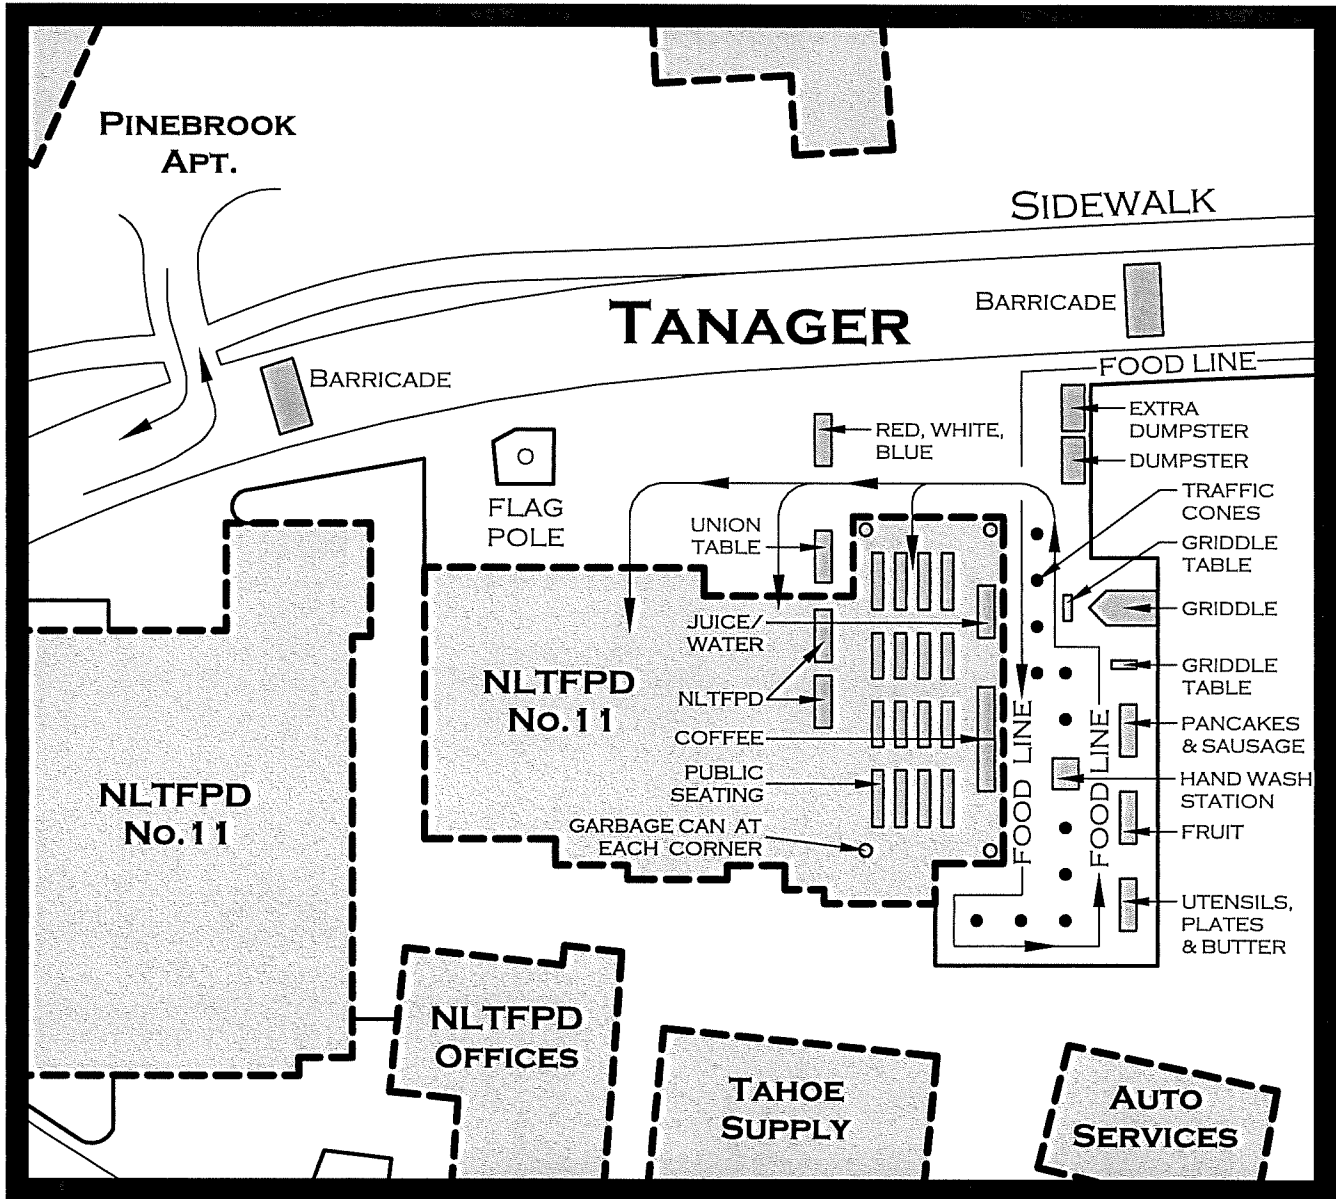 PINEBROOK
APT.
SIDEWALK
TANAGER
BARRICADE
BARRICADE
FOOD LINE
EXTRA
DUMPSTER
RED, WHITE,
BLUE
DUMPSTER
FLAG
POLE
TRAFFIC
CONES
UNION
TABLE
GRIDDLE
TABLE
GRIDDLE
JUICE/
WATER
GRIDDLE
TABLE
NLTFPD
No.11
NLTFPD
COFFEE
PANCAKES
& SAUSAGE
PUBLIC
SEATING
HAND WASH
STATION
FOOD LINE
FOOD LINE
NLTFPD
No.11
GARBAGE CAN AT
EACH CORNER
FRUIT
UTENSILS,
PLATES
& BUTTER
NLTFPD
OFFICES
TAHOE
SUPPLY
AUTO
SERVICES